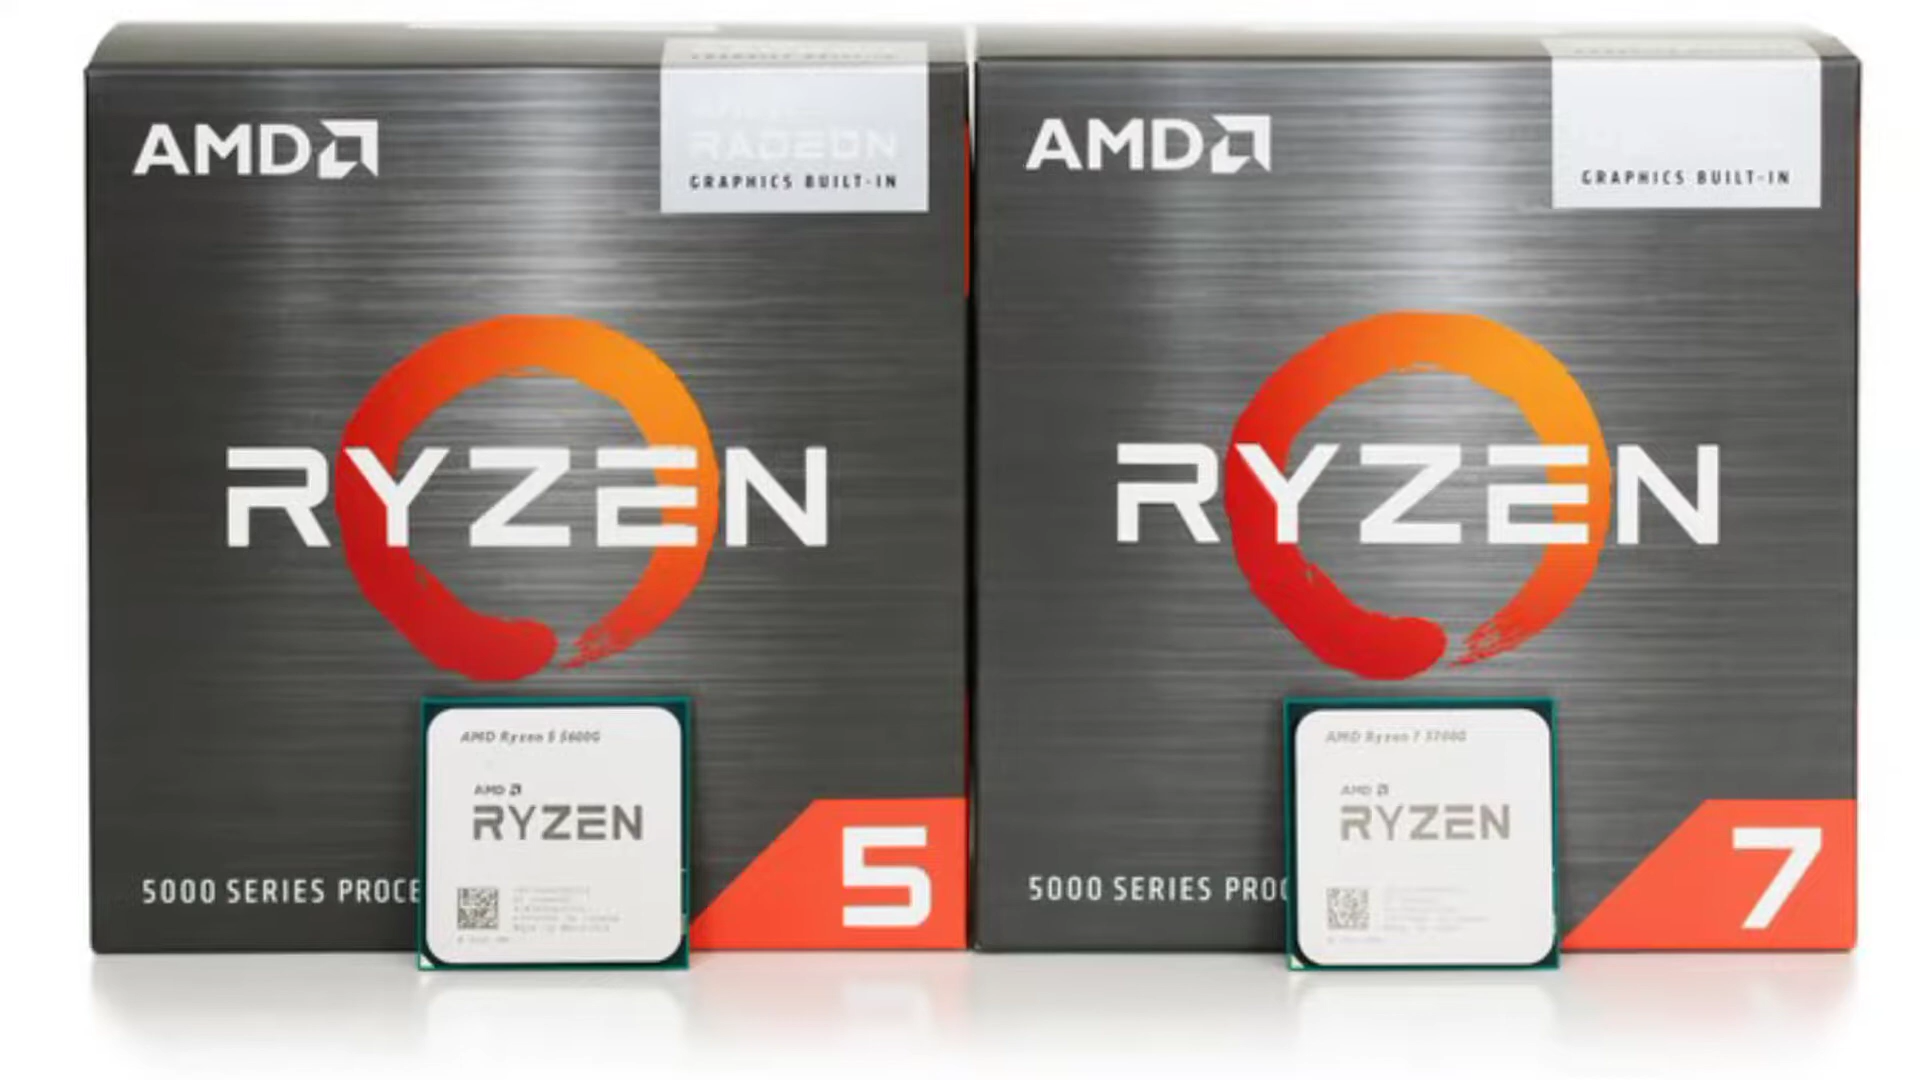 AMD
RADEON
GRAPHICS BUILT-IN
RYZEN
5000 SERIES PROCE
5
AMD Ryzen 5 5600G
AMD
RYZEN
AMD
GRAPHICS BUILT-IN
RYZEN
5000 SERIES PROC
7
AMD Ryzen 7 5700G
AMD
RYZEN